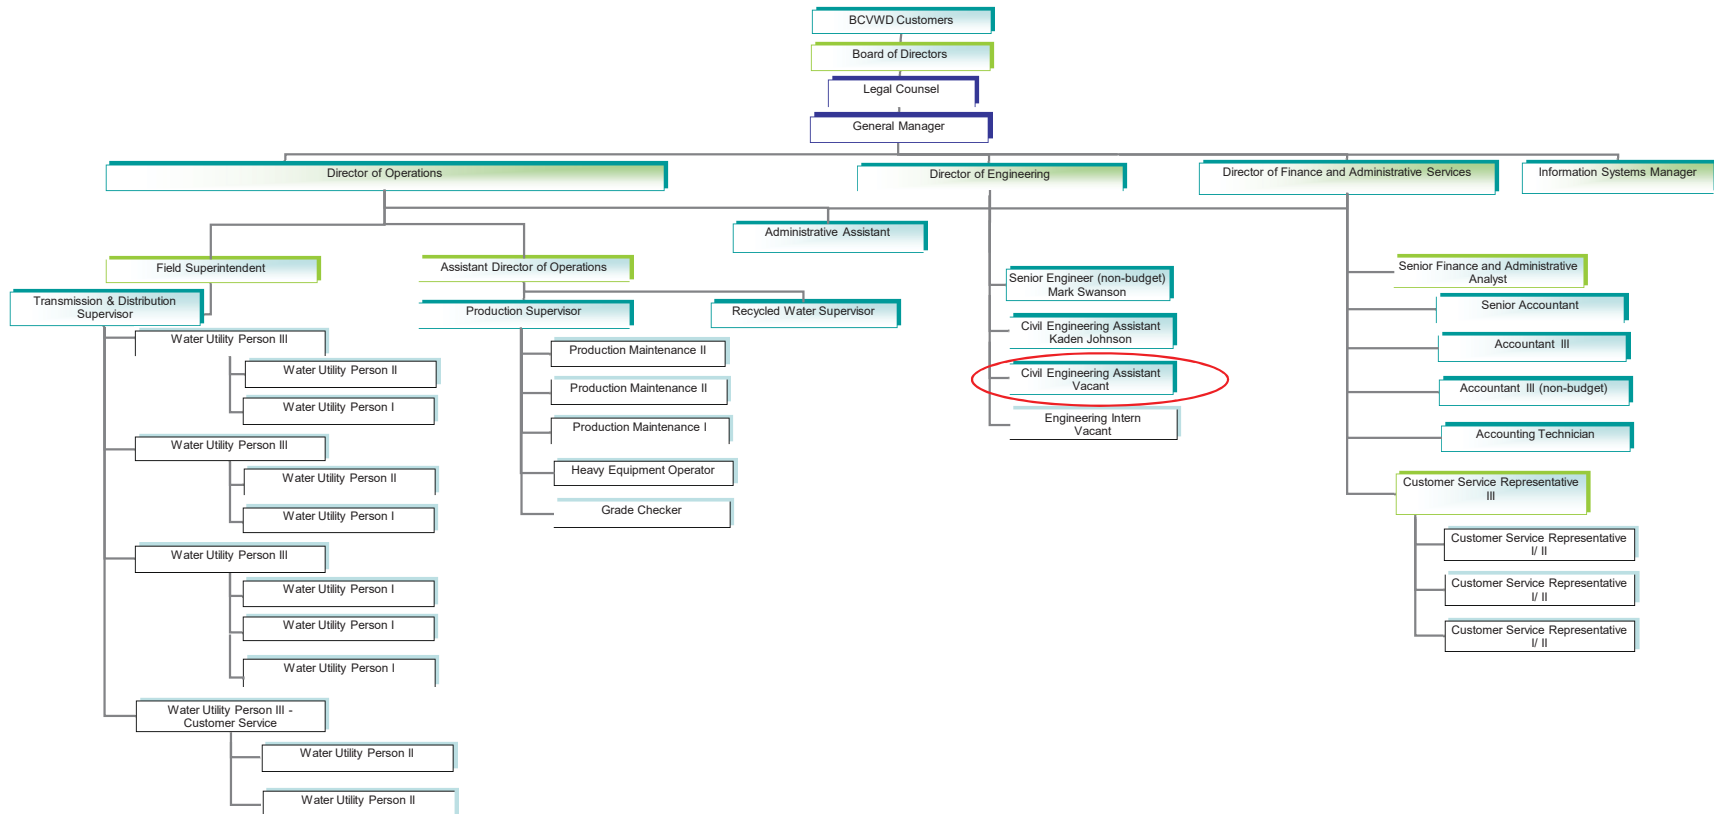 BCVWD Customers
Board of Directors
Legal Counsel
General Manager
Director of Operations
Director of Engineering
Director of Finance and Administrative Services
Information Systems Manager
Administrative Assistant
Field Superintendent
Transmission & Distribution
Supervisor
Water Utility Person III
Water Utility Person II
Water Utility Person I
Water Utility Person III
Water Utility Person II
Water Utility Person I
Water Utility Person III
Water Utility Person I
Water Utility Person I
Water Utility Person I
Water Utility Person III -
Customer Service
Water Utility Person II
Water Utility Person II
Assistant Director of Operations
Production Supervisor
Recycled Water Supervisor
Production Maintenance II
Production Maintenance II
Production Maintenance I
Heavy Equipment Operator
Grade Checker
Senior Engineer (non-budget)
Mark Swanson
Civil Engineering Assistant
Kaden Johnson
Civil Engineering Assistant
Vacant
Engineering Intern
Vacant
Senior Finance and Administrative
Analyst
Senior Accountant
Accountant III
Accountant III (non-budget)
Accounting Technician
Customer Service Representative
III
Customer Service Representative
I/ II
Customer Service Representative
I/ II
Customer Service Representative
I/ II